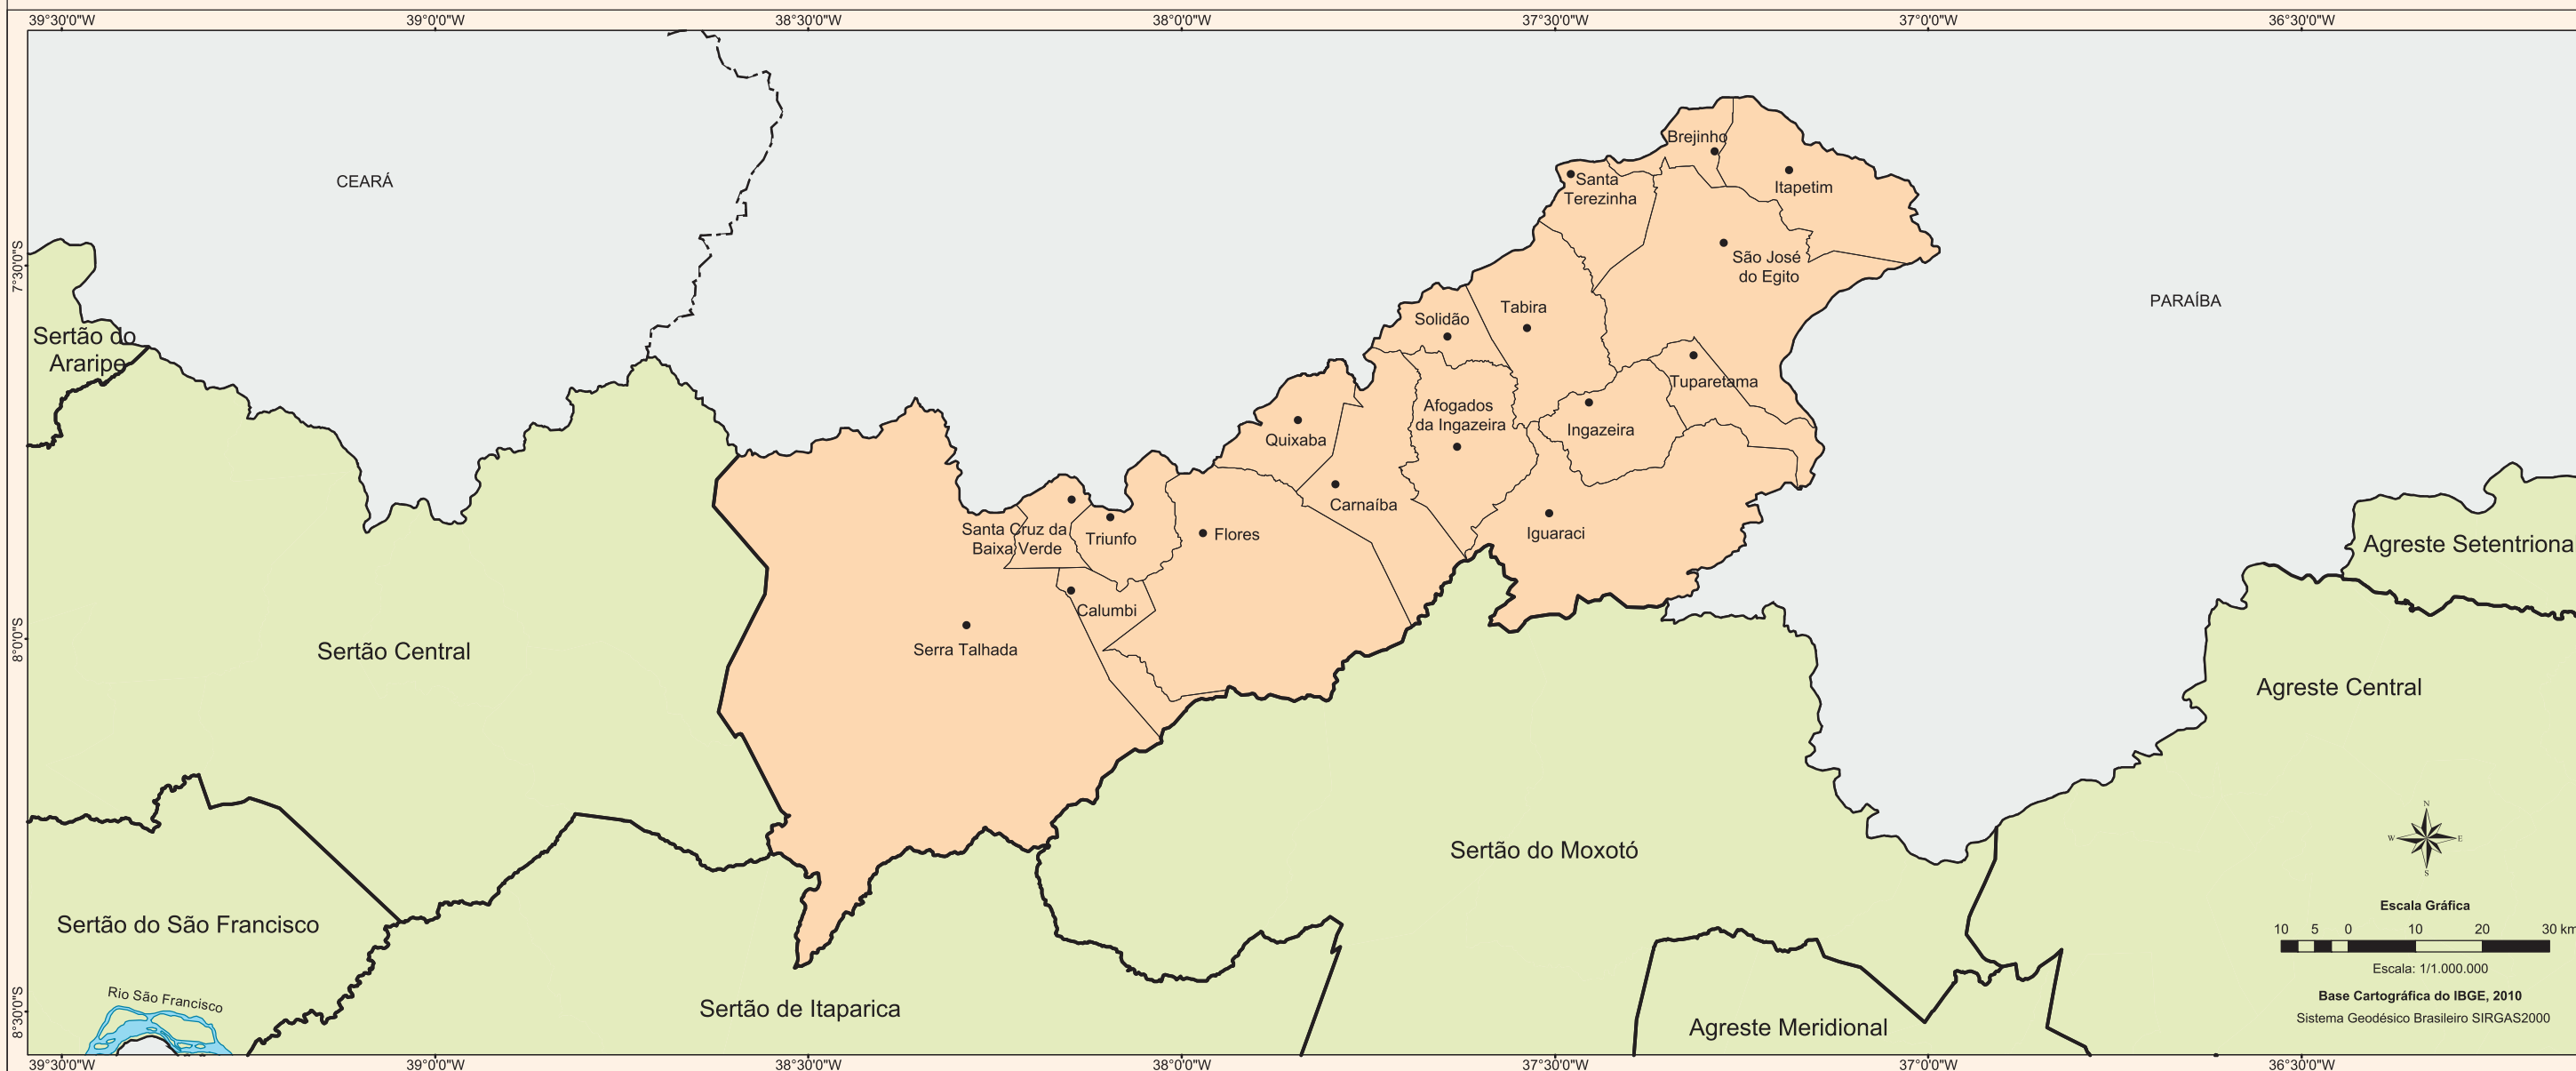 39°30'0"W
39°0'0"W
38°30'0"W
38°0'0"W
37°30'0"W
37°0'0"W
36°30'0"W
7°30'0"S
8°0'0"S
8°30'0"S
CEARÁ
PARAÍBA
Sertão do
Araripe
Brejinho
Itapetim
Santa
Terezinha
São José
do Egito
Tabira
Solidão
Tuparetama
Afogados
da Ingazeira
Ingazeira
Quixaba
Carnaíba
Iguaraci
Santa Cruz da
Baixa Verde
Triunfo
Flores
Calumbi
Serra Talhada
Sertão Central
Agreste Setentrional
Agreste Central
Sertão do Moxotó
Sertão do São Francisco
Rio São Francisco
Sertão de Itaparica
Agreste Meridional
N
W
E
S
Escala Gráfica
10 5 0 10 20 30 km
Escala: 1/1.000.000
Base Cartográfica do IBGE, 2010
Sistema Geodésico Brasileiro SIRGAS2000
39°30'0"W
39°0'0"W
38°30'0"W
38°0'0"W
37°30'0"W
37°0'0"W
36°30'0"W